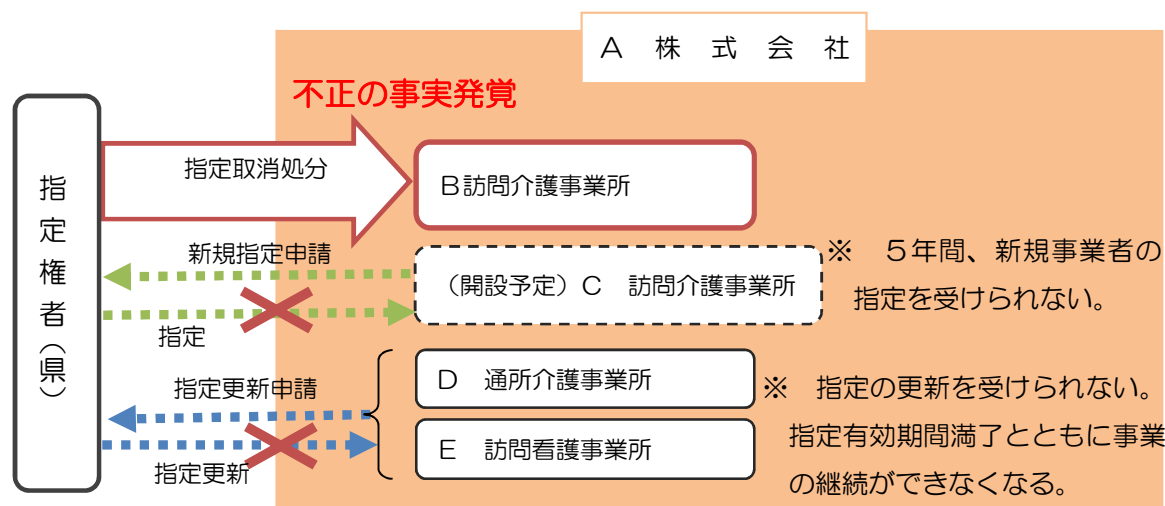 A　株　式　会　社
不正の事実発覚
指定権者（県）
指定取消処分
B訪問介護事業所
新規指定申請
（開設予定）C　訪問介護事業所
※　５年間、新規事業者の
指定を受けられない。
指定
指定更新申請
D　通所介護事業所
※　指定の更新を受けられない。
E　訪問看護事業所
指定有効期間満了とともに事業
の継続ができなくなる。
指定更新